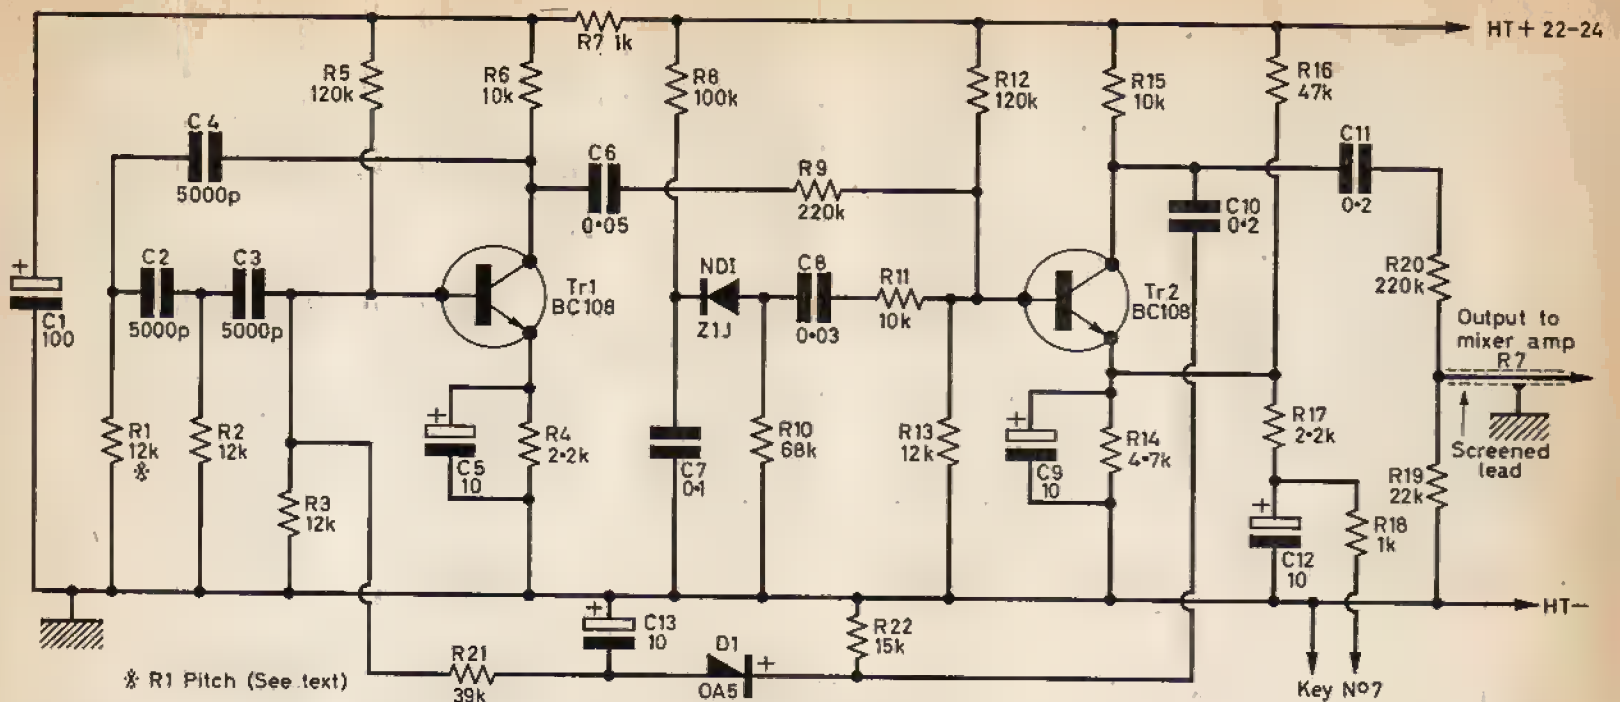 HT+ 22-24
R7 1k
R5
120k
R6
10k
R8
100k
R12
120k
R15
10k
R16
47k
C4
5000p
C6
0·05
R9
220k
C11
0·2
C10
0·2
+
C1
100
C2
5000p
C3
5000p
Tr1
BC108
ND1
Z1J
C8
0·03
R11
10k
Tr2
BC108
R20
220k
Output to
mixer amp
R7
Screened
lead
R1
12k
※
R2
12k
R3
12k
+
C5
10
R4
2·2k
C7
0·1
R10
68k
R13
12k
+
C9
10
R14
4·7k
R17
2·2k
+
C12
10
R18
1k
R19
22k
HT−
+
C13
10
R22
15k
D1
+
OA5
R21
39k
※ R1 Pitch (See text)
Key Nº7